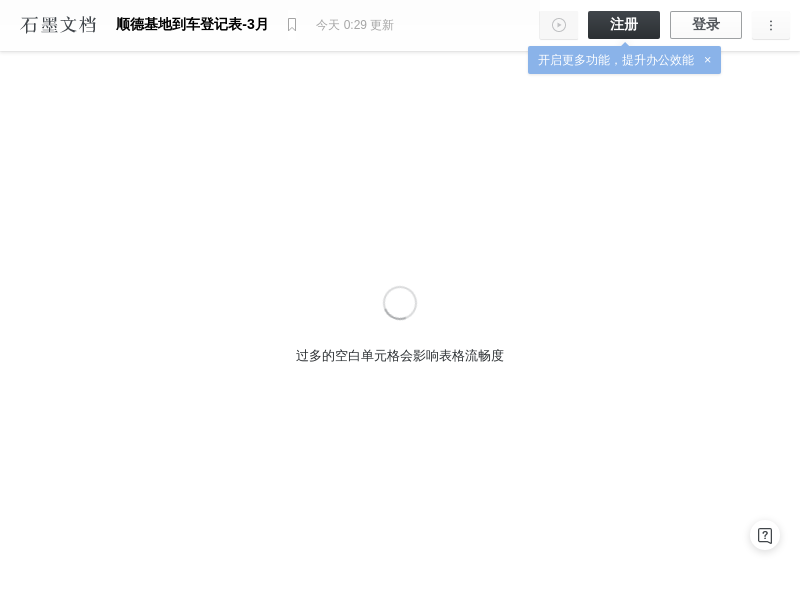 石墨文档 顺德基地到车登记表-3月 今天 0:29 更新 注册 登录
开启更多功能，提升办公效能 ×
过多的空白单元格会影响表格流畅度